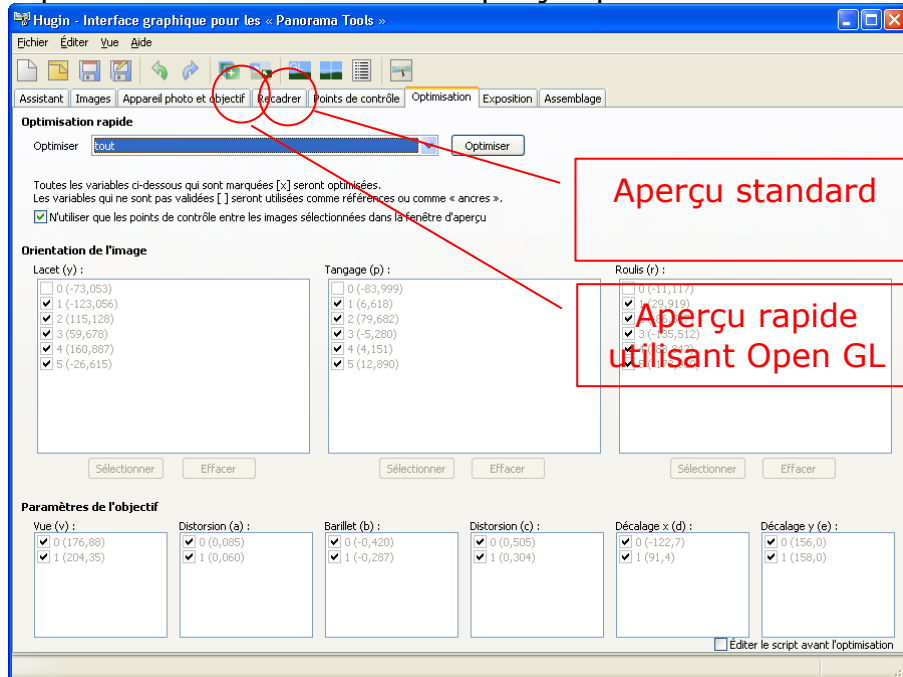 Hugin - Interface graphique pour les « Panorama Tools »
Fichier Éditer Vue Aide
Assistant Images Appareil photo et objectif Recadrer Points de contrôle Optimisation Exposition Assemblage
Optimisation rapide
Optimiser tout Optimiser
Toutes les variables ci-dessous qui sont marquées [x] seront optimisées.
Les variables qui ne sont pas validées [ ] seront utilisées comme références ou comme « ancres ».
N'utiliser que les points de contrôle entre les images sélectionnées dans la fenêtre d'aperçu
Aperçu standard
Orientation de l'image
Lacet (y) : Tangage (p) : Roulis (r) :
0 (-73,053) 0 (-83,999) 0 (-11,117)
1 (-123,056) 1 (6,618) 1 (29,919)
2 (115,128) 2 (79,682)
3 (59,678) 3 (-5,280) 3 (-135,512)
4 (160,887) 4 (4,151)
5 (-26,615) 5 (12,890)
Aperçu rapide
utilisant Open GL
Sélectionner Effacer Sélectionner Effacer Sélectionner Effacer
Paramètres de l'objectif
Vue (v) : Distorsion (a) : Barillet (b) : Distorsion (c) : Décalage x (d) : Décalage y (e) :
0 (176,88) 0 (0,085) 0 (-0,420) 0 (0,505) 0 (-122,7) 0 (156,0)
1 (204,35) 1 (0,060) 1 (-0,287) 1 (0,304) 1 (91,4) 1 (158,0)
Éditer le script avant l'optimisation